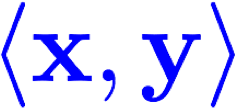 ⟨x, y⟩